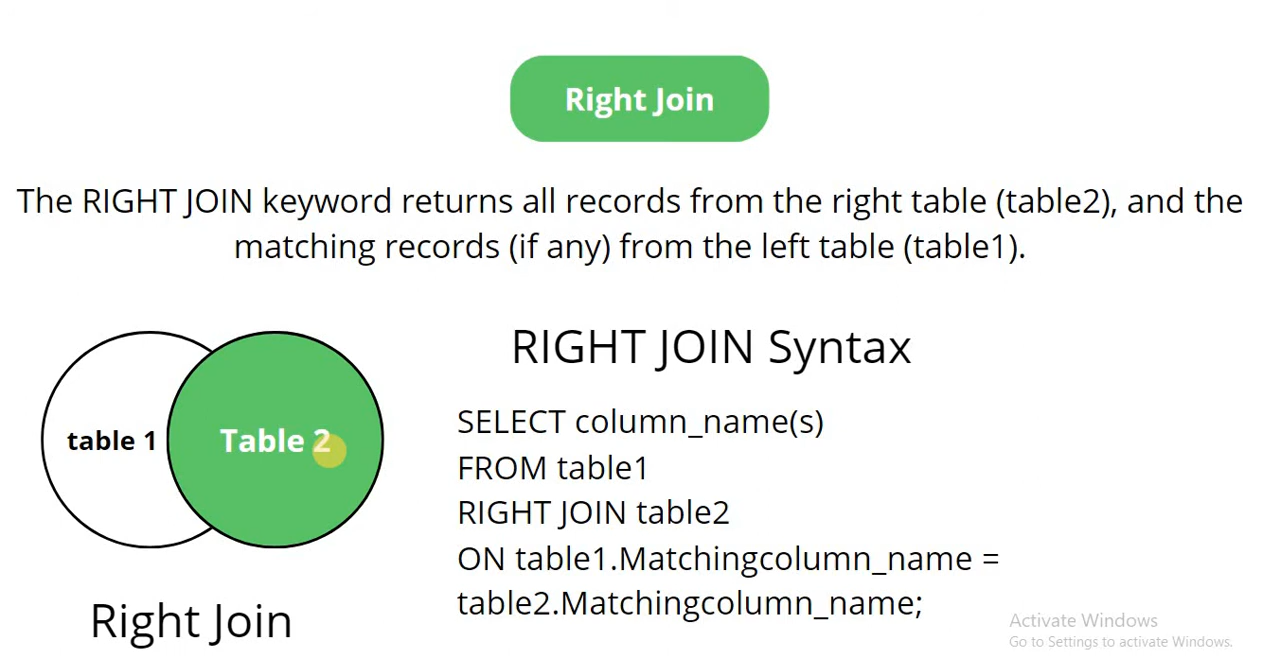 Right Join
The RIGHT JOIN keyword returns all records from the right table (table2), and the
matching records (if any) from the left table (table1).
table 1
Table 2
Right Join
RIGHT JOIN Syntax
SELECT column_name(s)
FROM table1
RIGHT JOIN table2
ON table1.Matchingcolumn_name =
table2.Matchingcolumn_name;
Activate Windows
Go to Settings to activate Windows.